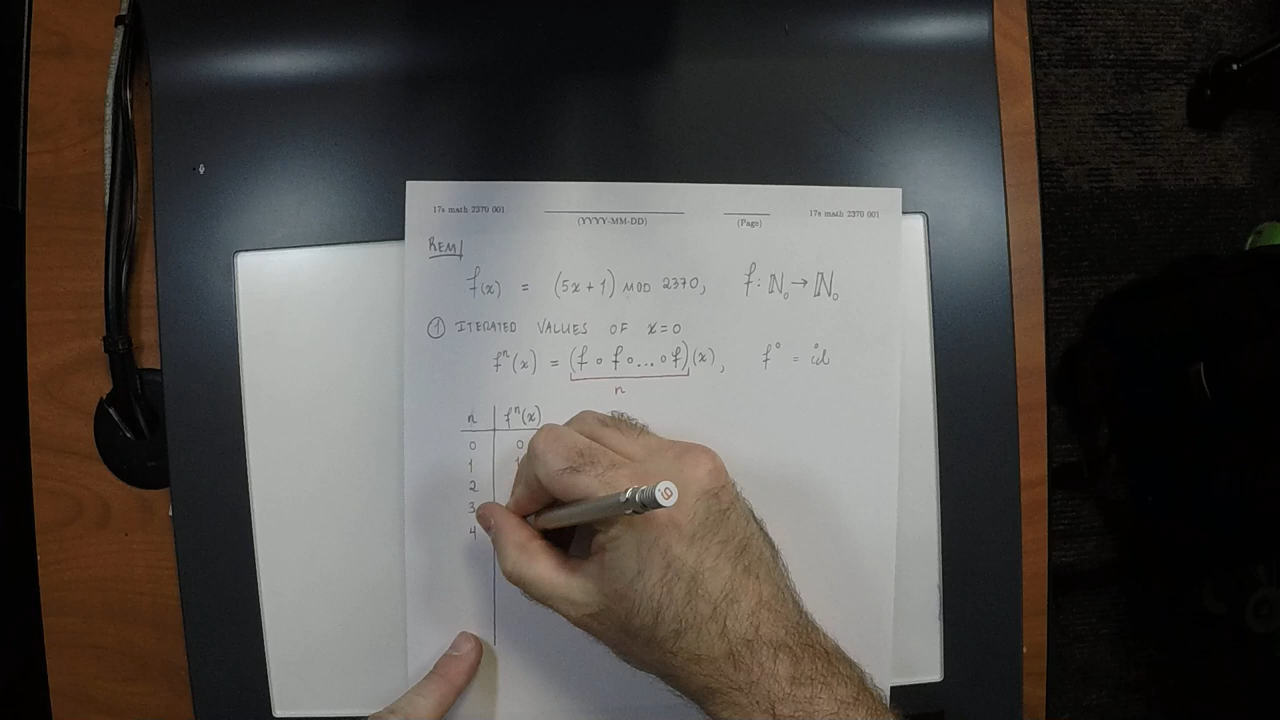 17s math 2370 001 (YYYY-MM-DD) (Page) 17s math 2370 001
REM/
f(x) = (5x + 1) MOD 2370, f : ℕ₀ → ℕ₀
① ITERATED VALUES OF x = 0
fⁿ(x) = (f ∘ f ∘ ... ∘ f)(x), f⁰ = id
n
n fⁿ(x)
0 0
1 1
2
3
4